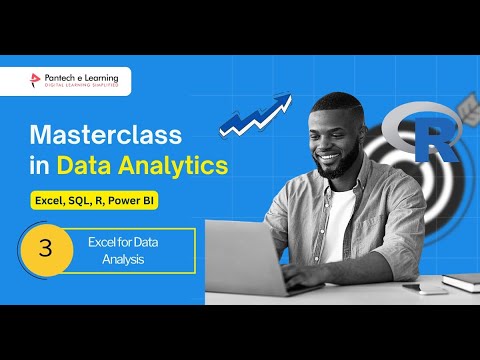 Pantech e Learning
DIGITAL LEARNING SIMPLIFIED
Masterclass
in Data Analytics
Excel, SQL, R, Power BI
3
Excel for Data
Analysis
R